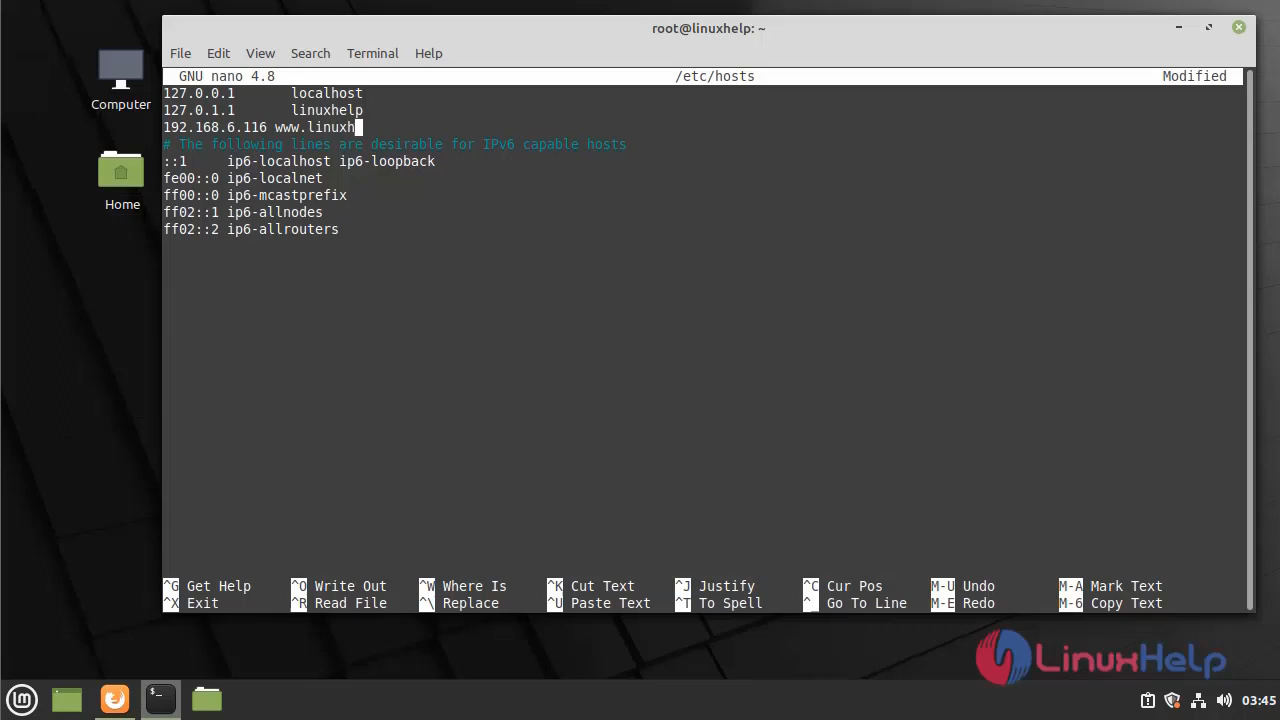 root@linuxhelp: ~
File Edit View Search Terminal Help
GNU nano 4.8 /etc/hosts Modified
127.0.0.1 localhost
127.0.1.1 linuxhelp
192.168.6.116 www.linuxh
# The following lines are desirable for IPv6 capable hosts
::1 ip6-localhost ip6-loopback
fe00::0 ip6-localnet
ff00::0 ip6-mcastprefix
ff02::1 ip6-allnodes
ff02::2 ip6-allrouters
^G Get Help ^O Write Out ^W Where Is ^K Cut Text ^J Justify ^C Cur Pos M-U Undo M-A Mark Text
^X Exit ^R Read File ^\ Replace ^U Paste Text ^T To Spell ^_ Go To Line M-E Redo M-6 Copy Text
Computer
Home
LinuxHelp
03:45